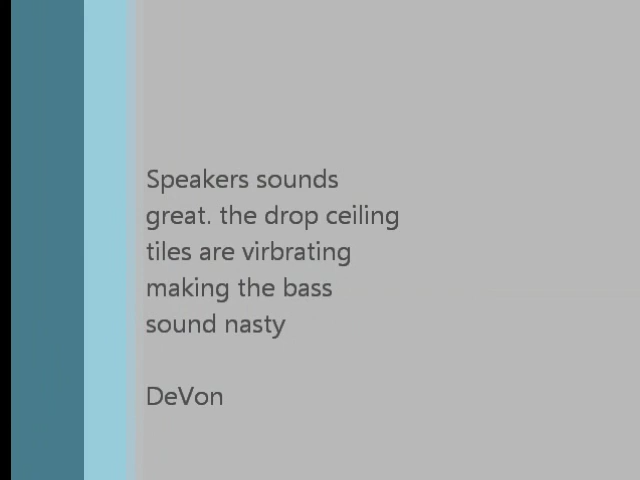 Speakers sounds
great. the drop ceiling
tiles are virbrating
making the bass
sound nasty
DeVon